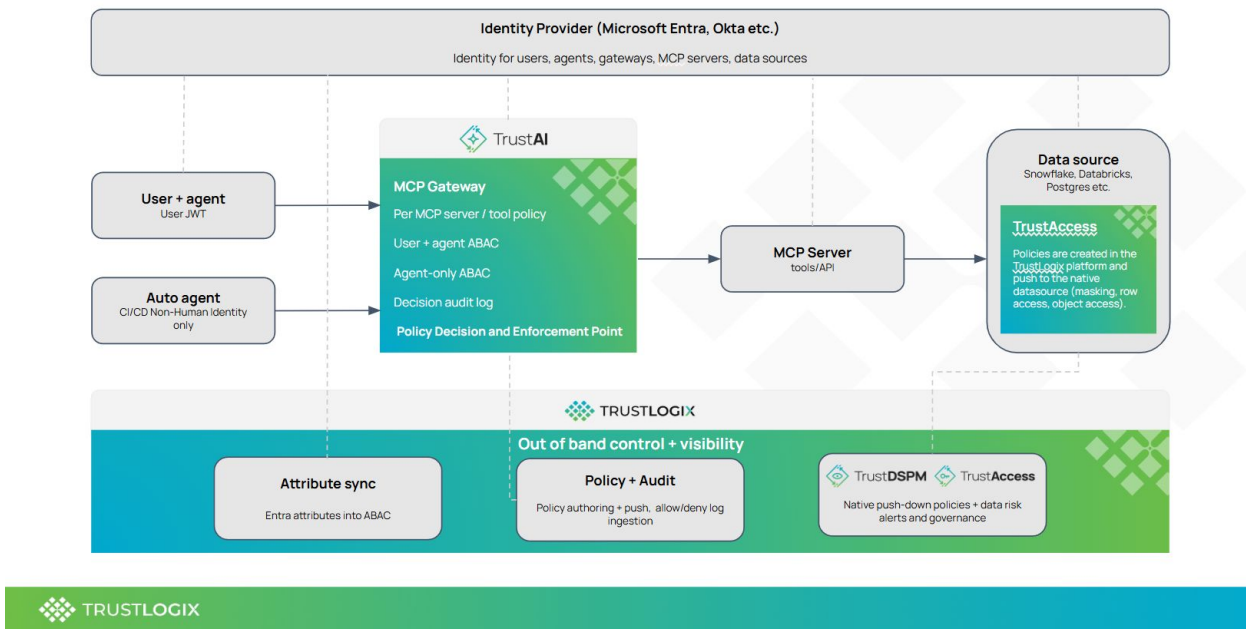 Identity Provider (Microsoft Entra, Okta etc.)
Identity for users, agents, gateways, MCP servers, data sources
TrustAI
MCP Gateway
Per MCP server / tool policy
User + agent ABAC
Agent-only ABAC
Decision audit log
Policy Decision and Enforcement Point
User + agent
User JWT
Auto agent
CI/CD Non-Human Identity
only
MCP Server
tools/API
Data source
Snowflake, Databricks,
Postgres etc.
TrustAccess
Policies are created in the
TrustLogix platform and
push to the native
datasource (masking, row
access, object access).
TRUSTLOGIX
Out of band control + visibility
Attribute sync
Entra attributes into ABAC
Policy + Audit
Policy authoring + push, allow/deny log
ingestion
TrustDSPM TrustAccess
Native push-down policies + data risk
alerts and governance
TRUSTLOGIX